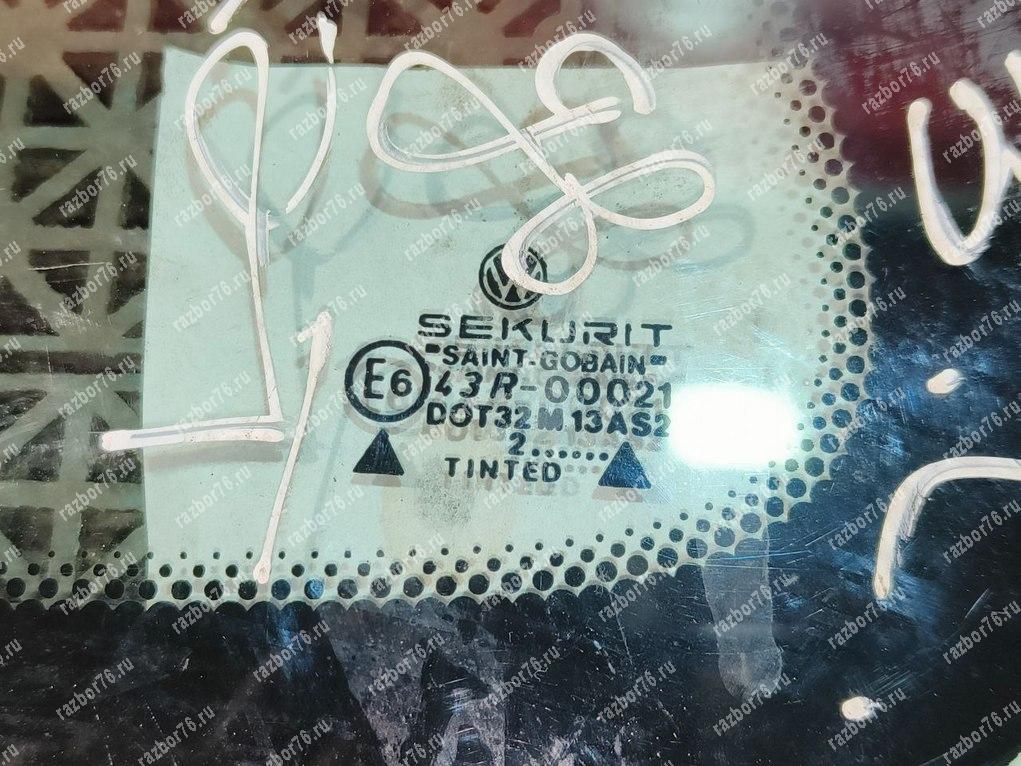 SEKURIT
"SAINT-GOBAIN"
E6 43R-00021
DOT32 M 13AS2
2......
TINTED
razbor76.ru